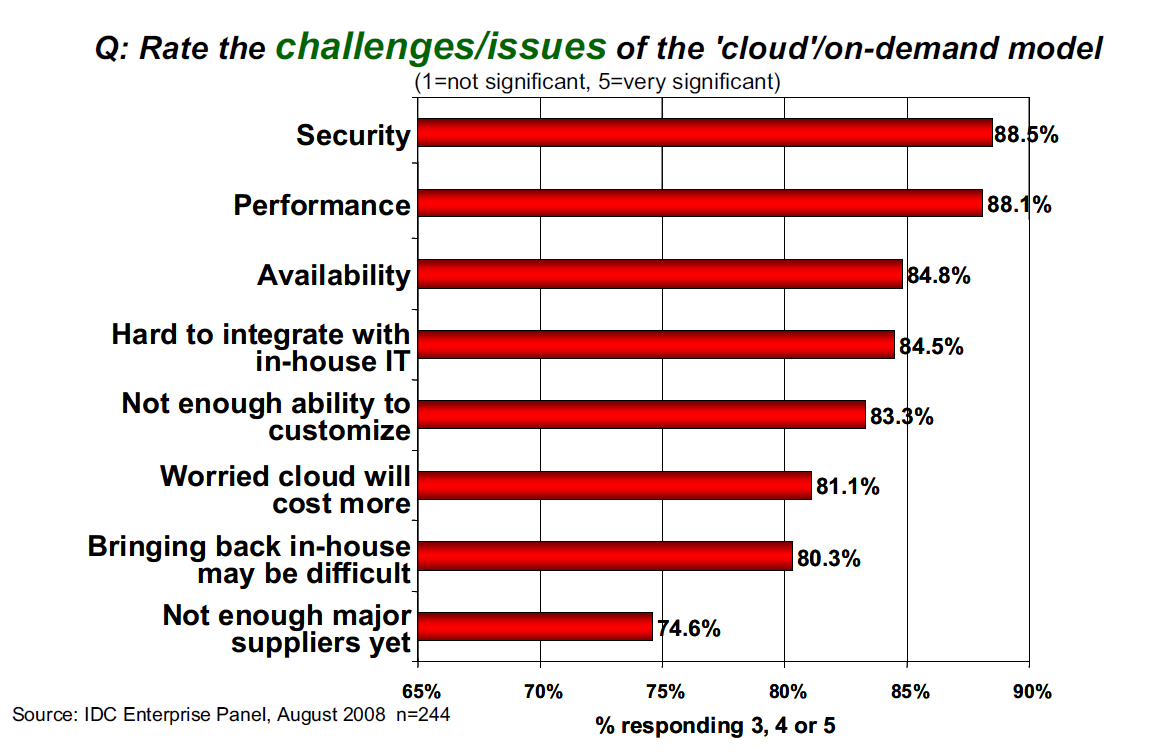 Q: Rate the challenges/issues of the 'cloud'/on-demand model
(1=not significant, 5=very significant)
Security
88.5%
Performance
88.1%
Availability
84.8%
Hard to integrate with
in-house IT
84.5%
Not enough ability to
customize
83.3%
Worried cloud will
cost more
81.1%
Bringing back in-house
may be difficult
80.3%
Not enough major
suppliers yet
74.6%
65% 70% 75% 80% 85% 90%
Source: IDC Enterprise Panel, August 2008 n=244
% responding 3, 4 or 5